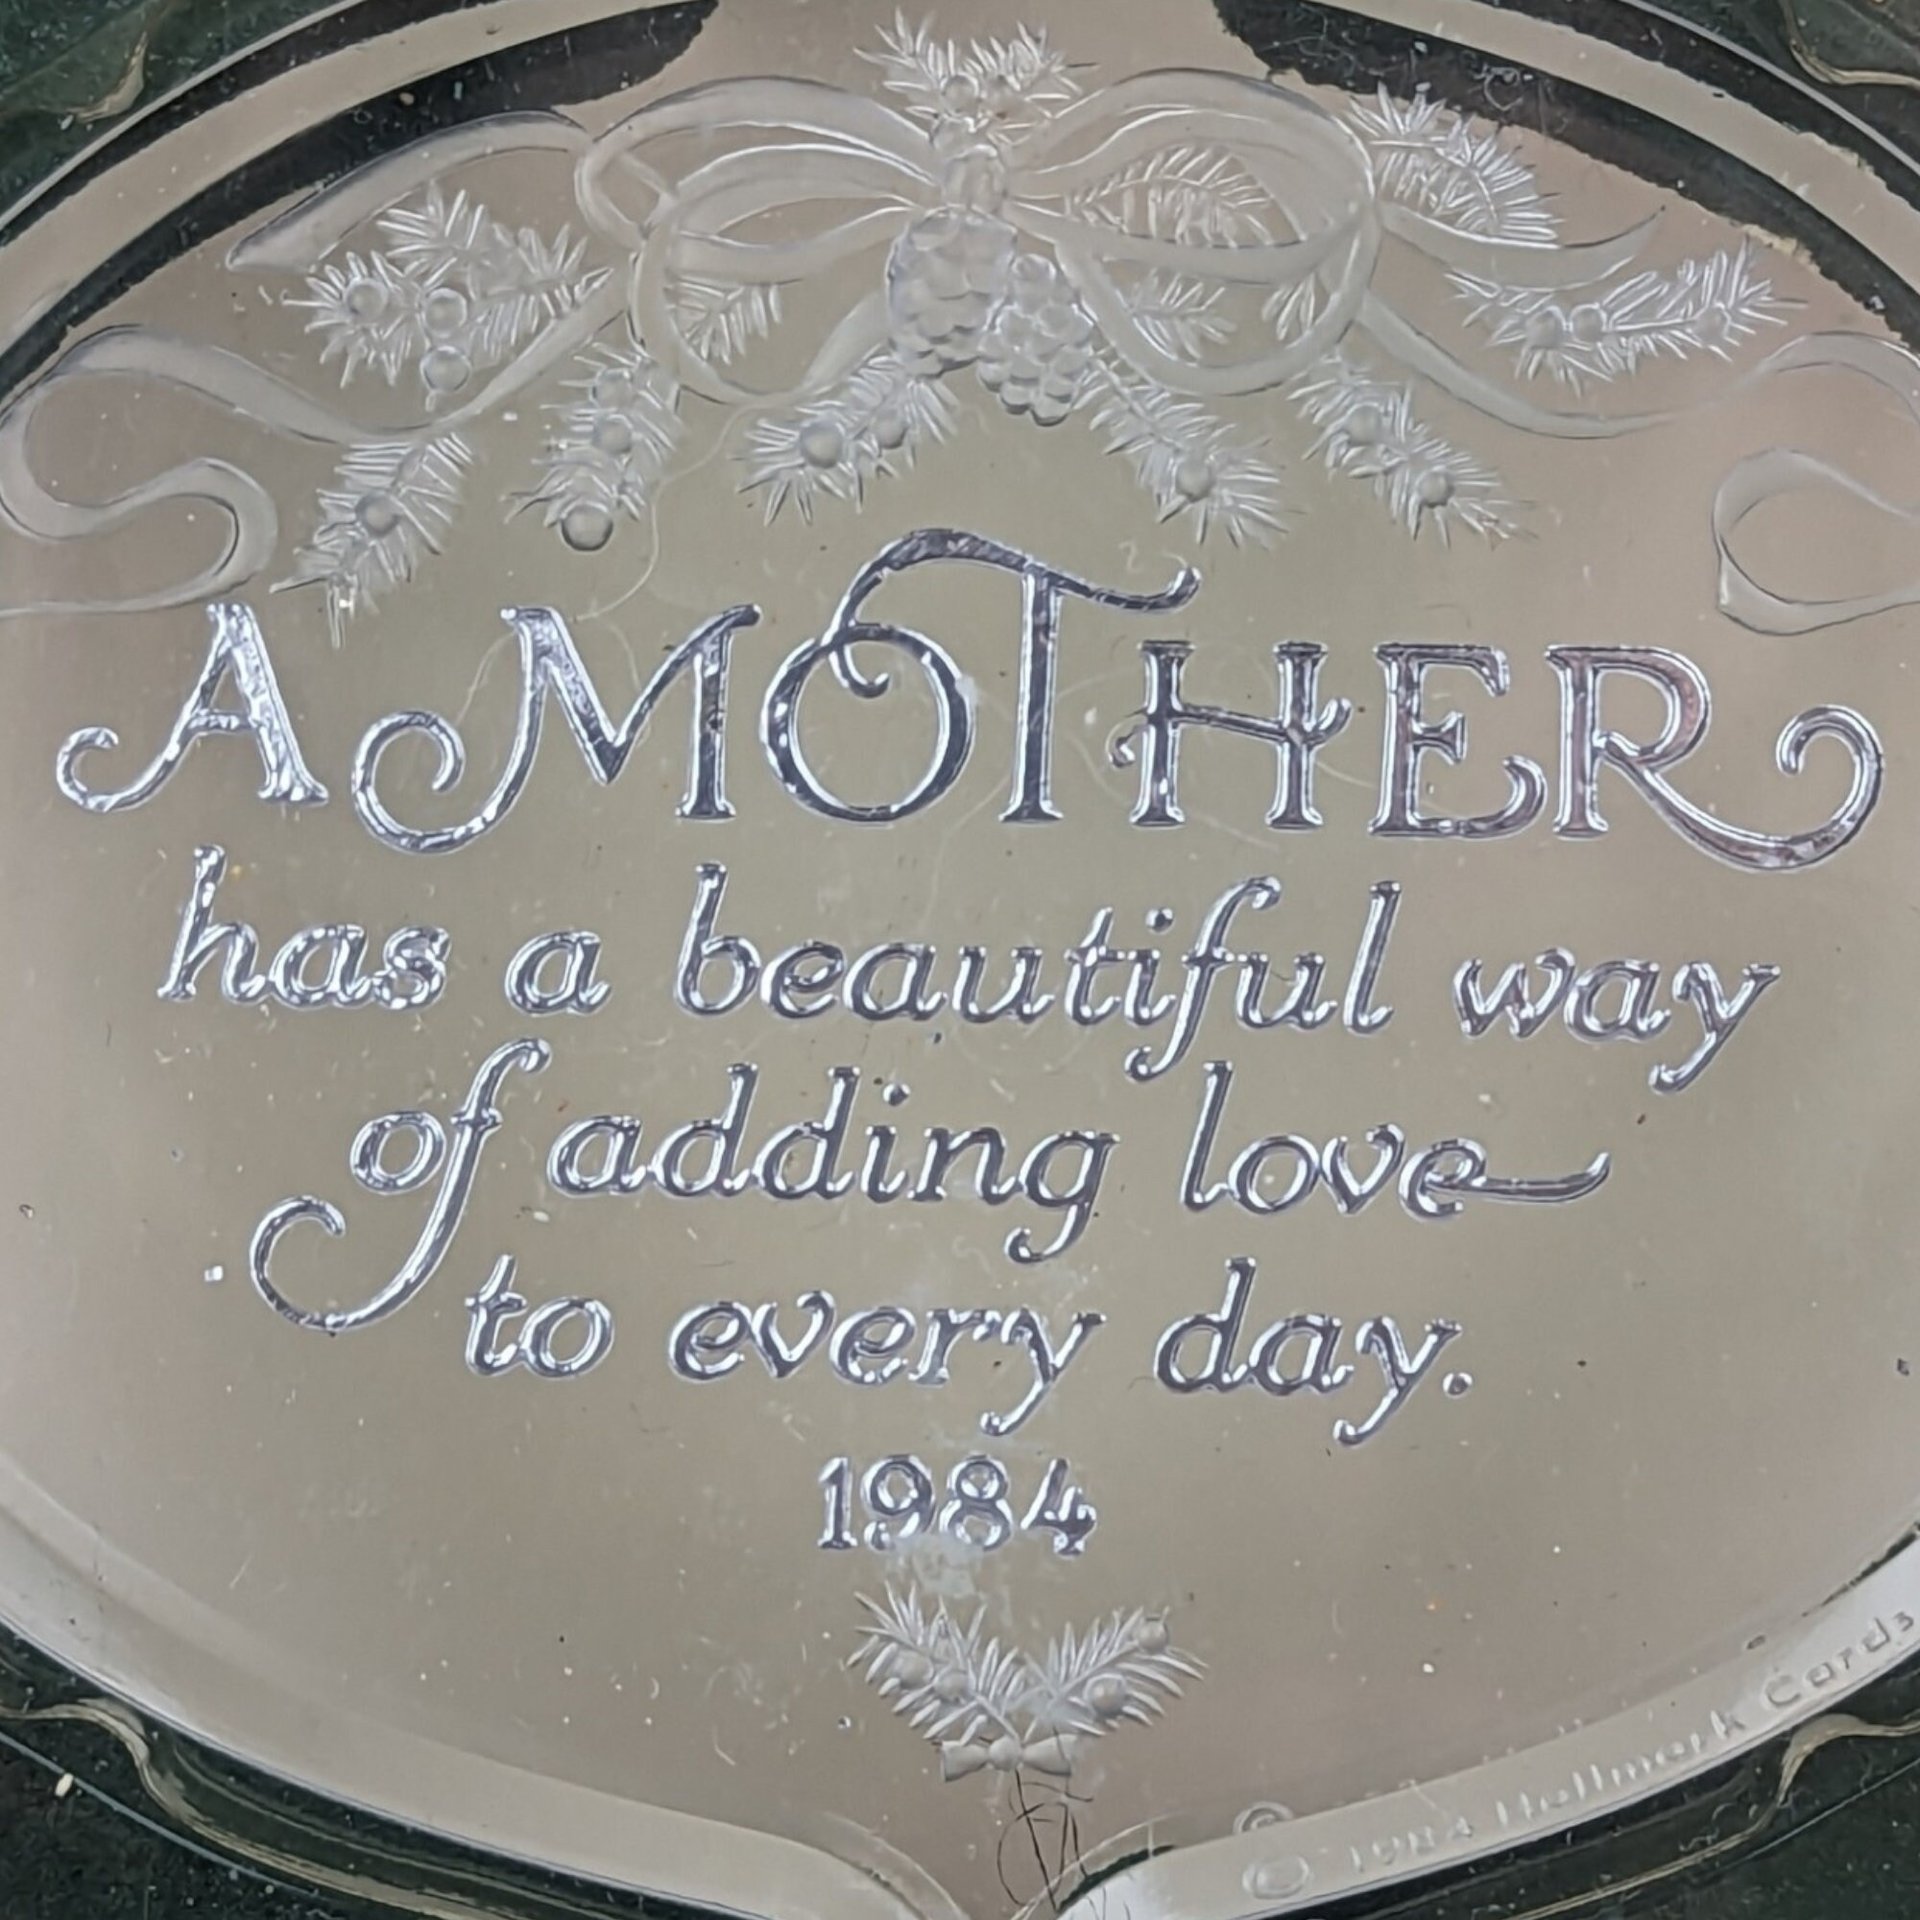 A MOTHER
has a beautiful way
of adding love
to every day.
1984
© 1984 Hallmark Cards